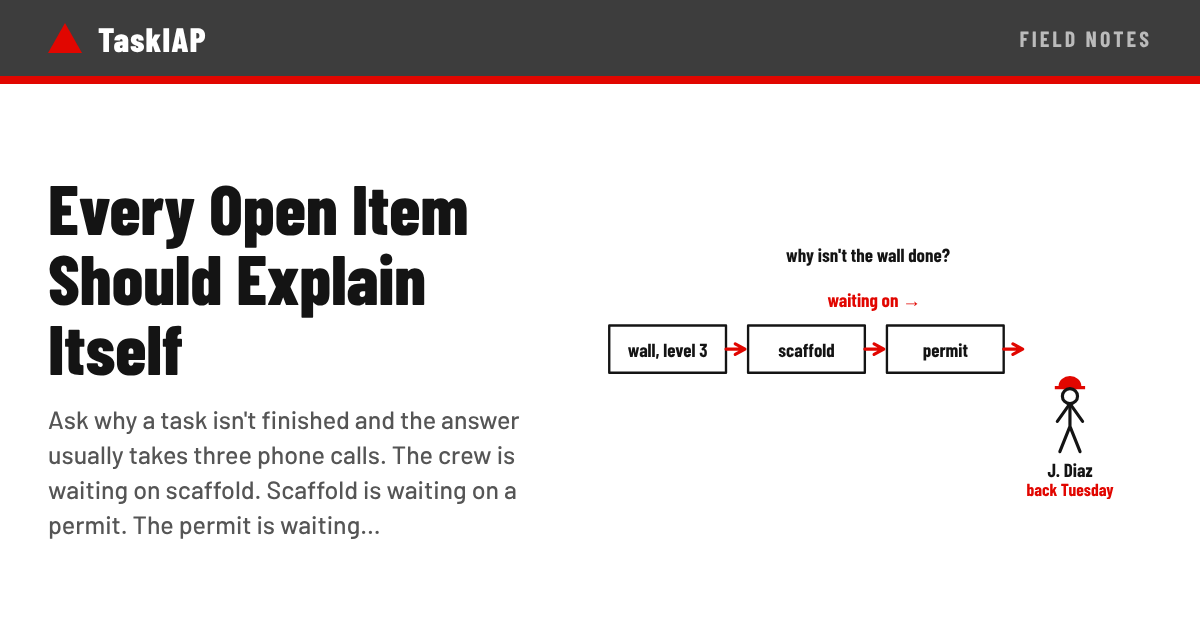 TaskIAP
FIELD NOTES
Every Open Item
Should Explain
Itself
Ask why a task isn't finished and the answer
usually takes three phone calls. The crew is
waiting on scaffold. Scaffold is waiting on a
permit. The permit is waiting...
why isn't the wall done?
waiting on →
wall, level 3
scaffold
permit
J. Diaz
back Tuesday